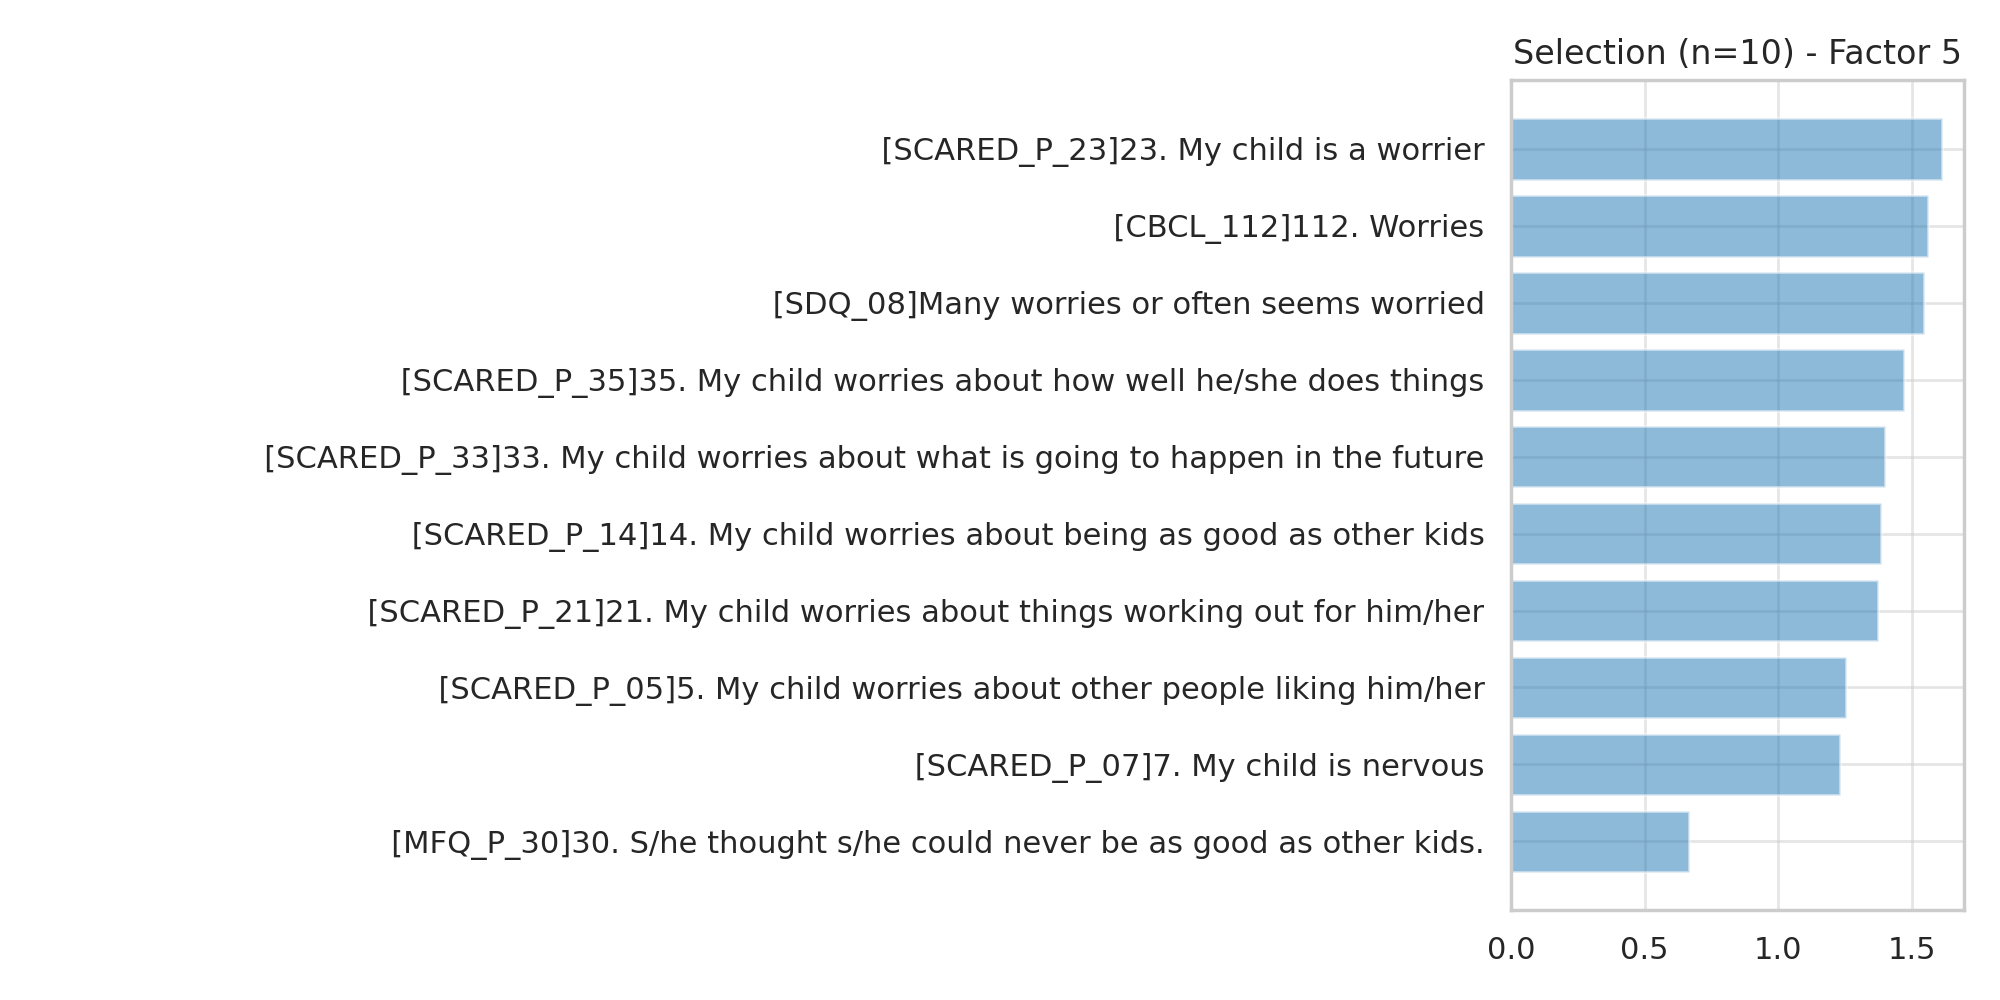 Selection (n=10) - Factor 5
[SCARED_P_23]23. My child is a worrier
[CBCL_112]112. Worries
[SDQ_08]Many worries or often seems worried
[SCARED_P_35]35. My child worries about how well he/she does things
[SCARED_P_33]33. My child worries about what is going to happen in the future
[SCARED_P_14]14. My child worries about being as good as other kids
[SCARED_P_21]21. My child worries about things working out for him/her
[SCARED_P_05]5. My child worries about other people liking him/her
[SCARED_P_07]7. My child is nervous
[MFQ_P_30]30. S/he thought s/he could never be as good as other kids.
0.0 0.5 1.0 1.5